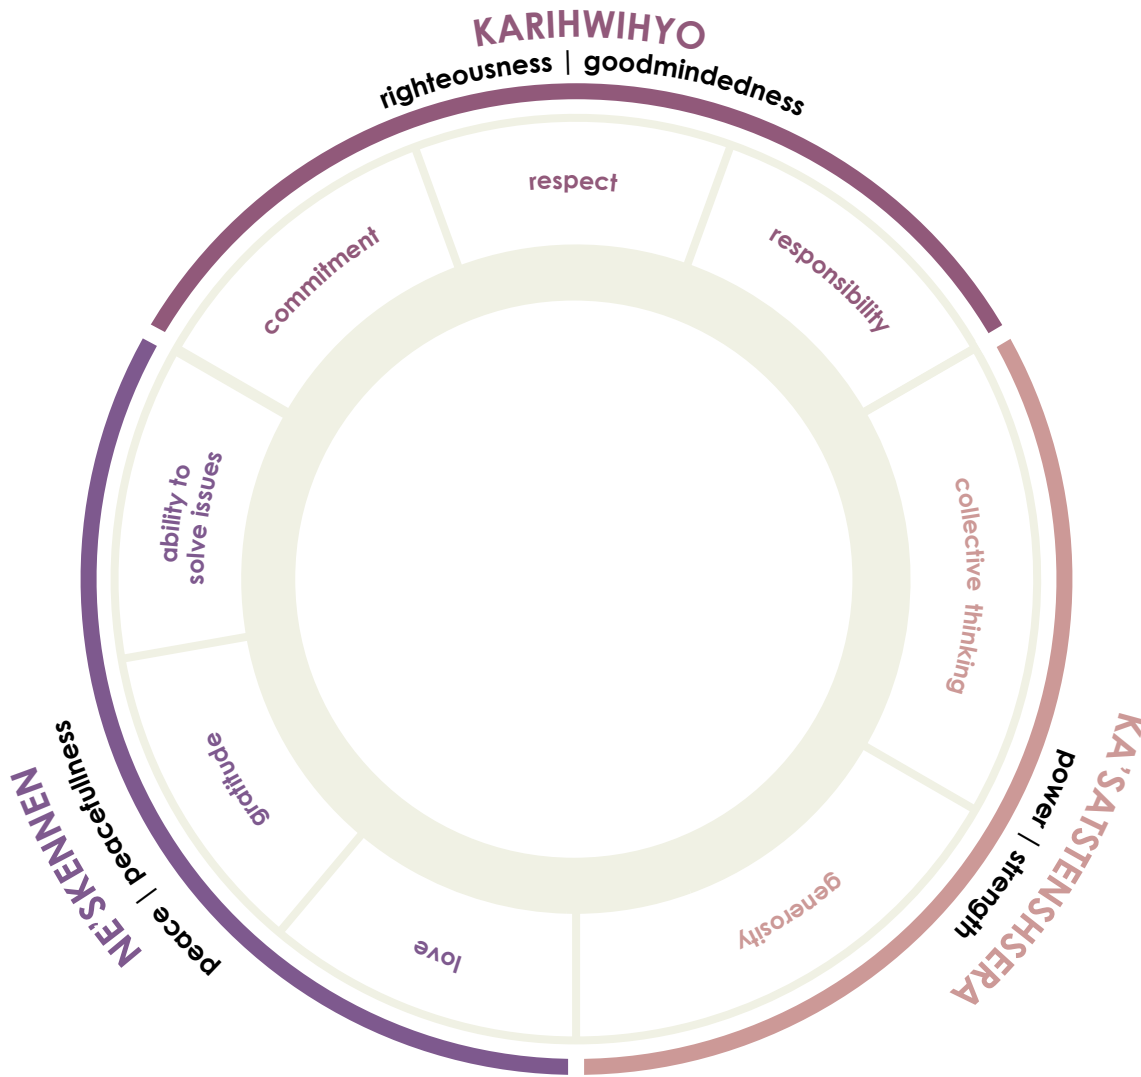 KARIHWIHYO
righteousness | goodmindedness
respect
responsibility
collective thinking
generosity
love
gratitude
ability to
solve issues
commitment
KA'SATSTENSHSERA
power | strength
NE'SKENNEN
peace | peacefullness